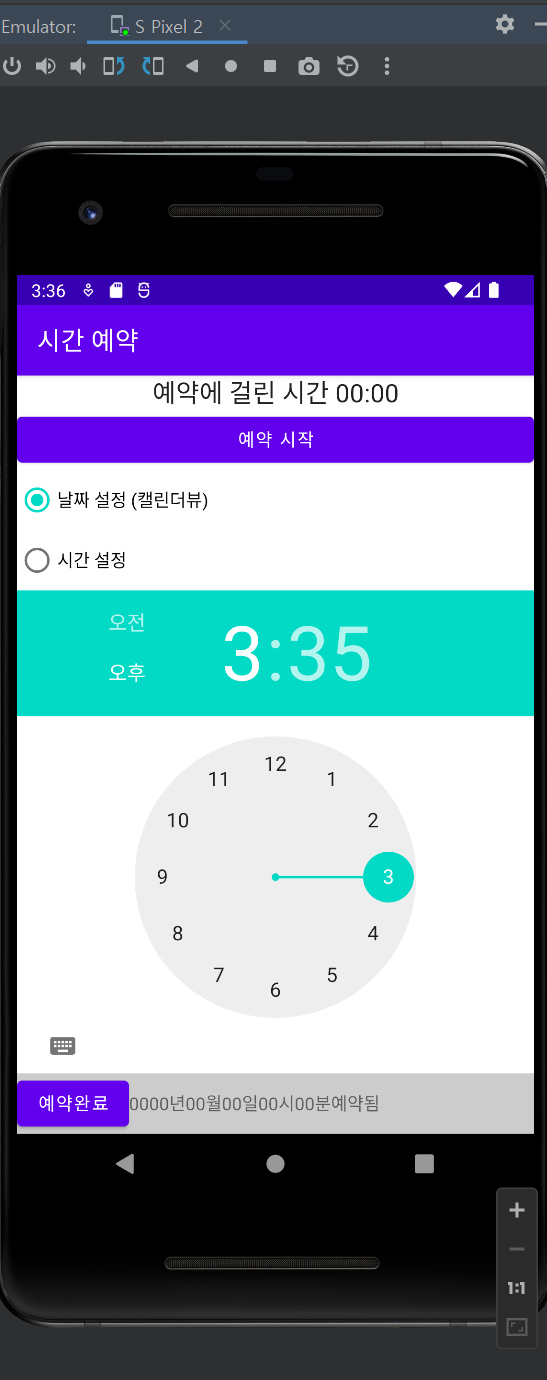 Emulator: S Pixel 2
3:36
시간 예약
예약에 걸린 시간 00:00
예약 시작
날짜 설정 (캘린더뷰)
시간 설정
오전
오후
3:35
12
11 1
10 2
9 3
8 4
7 5
6
예약완료 0000년00월00일00시00분예약됨
1:1